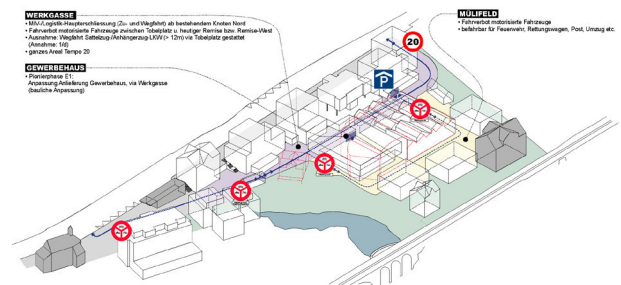 WERKGASSE
• MIV-/Logistik-Haupterschliessung (Zu- und Wegfahrt) ab bestehendem Knoten Nord
• Fahrverbot motorisierte Fahrzeuge zwischen Tobelplatz u. heutiger Remise bzw. Remise-West
• Ausnahme: Wegfahrt Sattelzug-/Anhängerzug-LKW (> 12m) via Tobelplatz gestattet
(Annahme: 1/d)
• ganzes Areal Tempo 20
GEWERBEHAUS
• Pionierphase E1:
Anpassung Anlieferung Gewerbehaus, via Werkgasse
(bauliche Anpassung)
MÜLIFELD
• Fahrverbot motorisierte Fahrzeuge
• befahrbar für Feuerwehr, Rettungswagen, Post, Umzug etc.
20
P